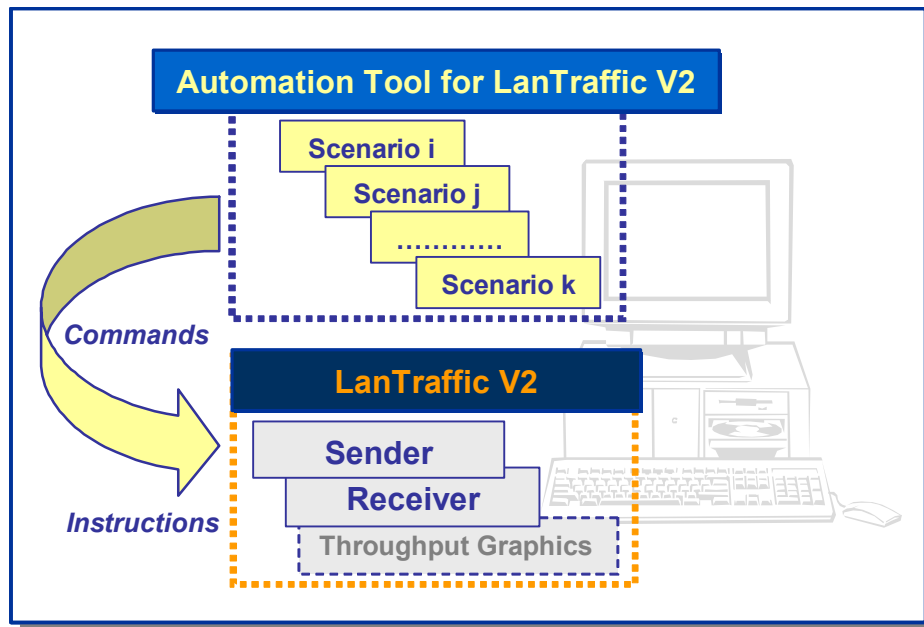 Automation Tool for LanTraffic V2
Scenario i
Scenario j
............
Scenario k
Commands
LanTraffic V2
Sender
Receiver
Instructions
Throughput Graphics